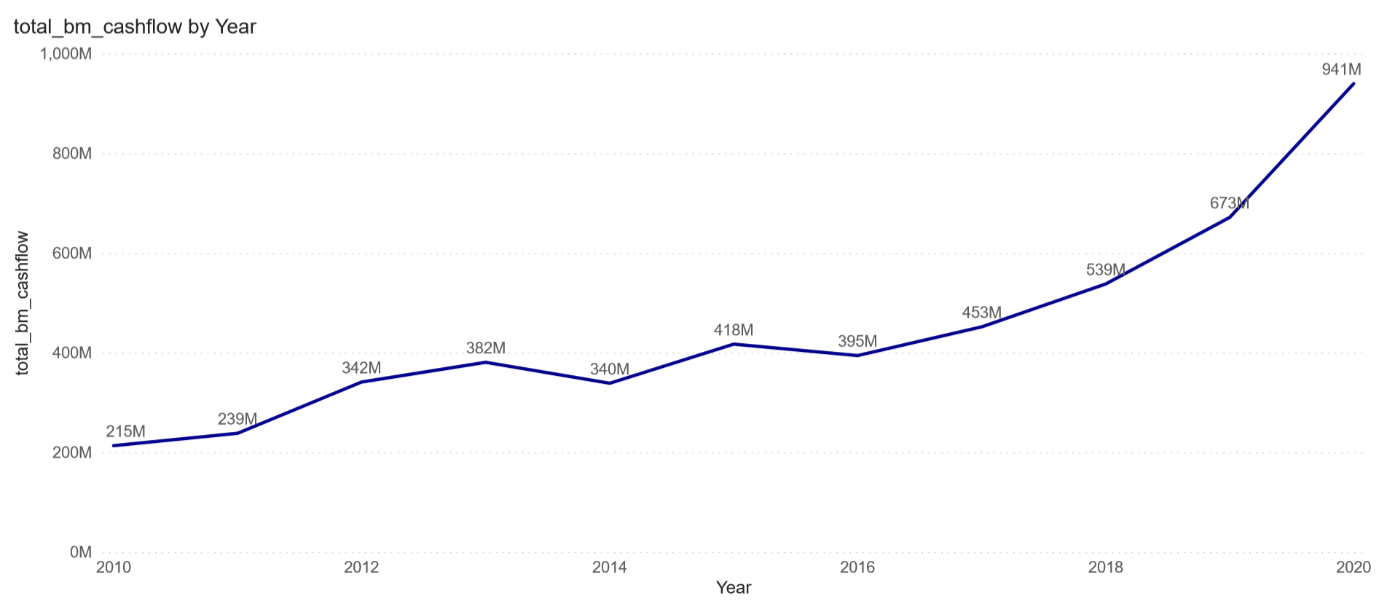 total_bm_cashflow by Year
1,000M
800M
600M
400M
200M
0M
total_bm_cashflow
215M
239M
342M
382M
340M
418M
395M
453M
539M
673M
941M
2010
2012
2014
2016
2018
2020
Year